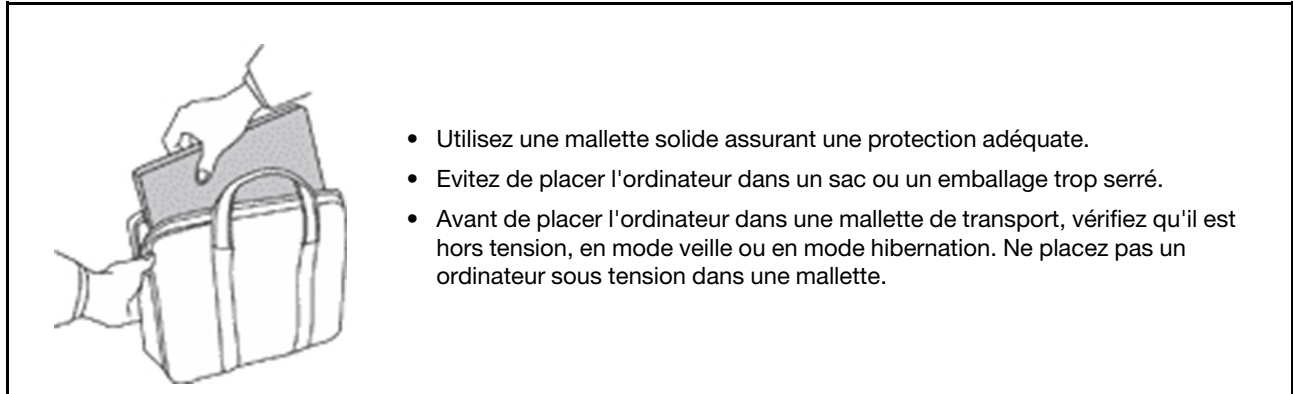 • Utilisez une mallette solide assurant une protection adéquate.
• Evitez de placer l'ordinateur dans un sac ou un emballage trop serré.
• Avant de placer l'ordinateur dans une mallette de transport, vérifiez qu'il est
hors tension, en mode veille ou en mode hibernation. Ne placez pas un
ordinateur sous tension dans une mallette.